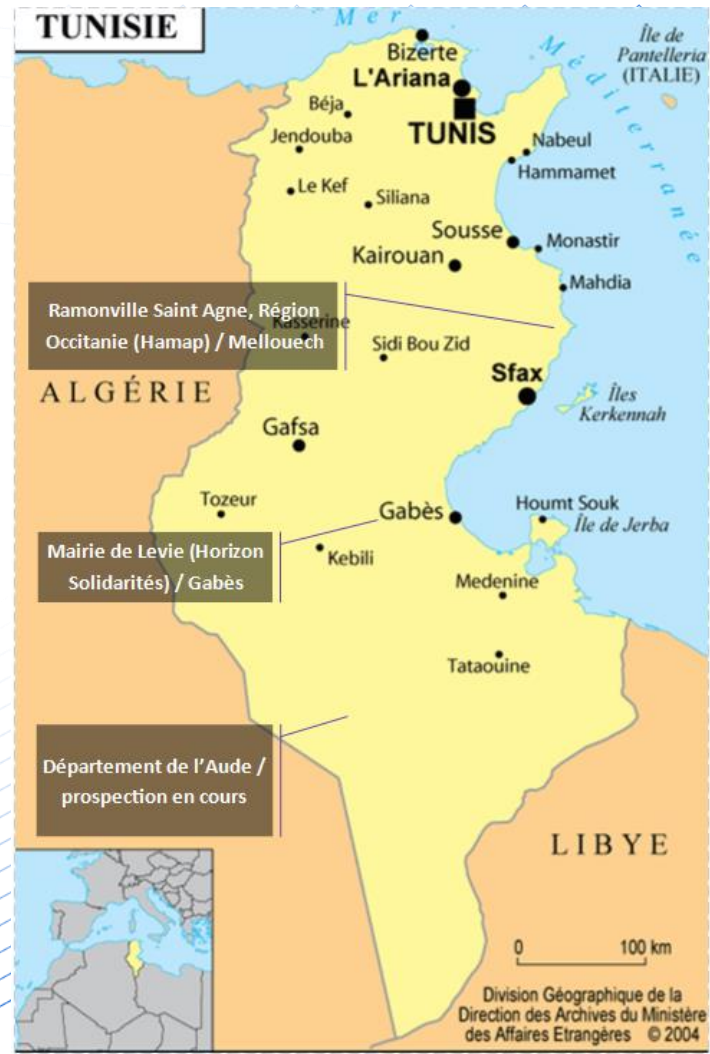 TUNISIE
Mer
Méditerranée
Île de
Pantelleria
(ITALIE)
Bizerte
L'Ariana
TUNIS
Béja
Jendouba
Nabeul
Hammamet
Le Kef
Siliana
Sousse
Monastir
Kairouan
Mahdia
Ramonville Saint Agne, Région
Occitanie (Hamap) / Mellouech
Kasserine
Sidi Bou Zid
ALGÉRIE
Sfax
Îles
Kerkennah
Gafsa
Tozeur
Gabès
Houmt Souk
Île de Jerba
Mairie de Levie (Horizon
Solidarités) / Gabès
Kebili
Medenine
Tataouine
Département de l’Aude /
prospection en cours
LIBYE
0 100 km
Division Géographique de la
Direction des Archives du Ministère
des Affaires Etrangères © 2004